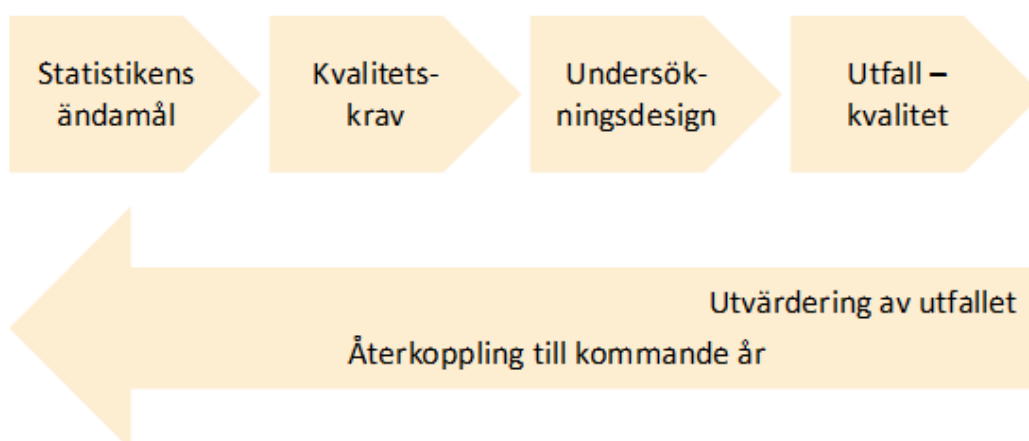 Statistikens
ändamål
Kvalitets-
krav
Undersök-
ningsdesign
Utfall –
kvalitet
Utvärdering av utfallet
Återkoppling till kommande år